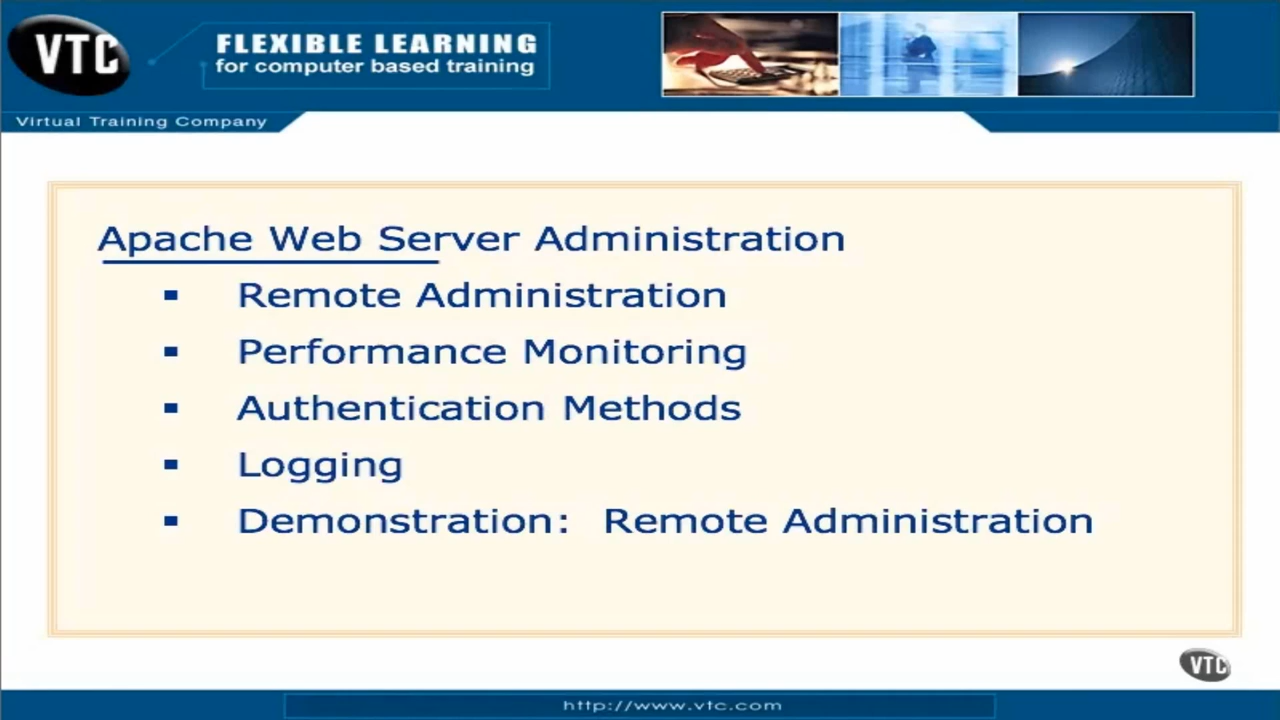 VTC
FLEXIBLE LEARNING
for computer based training
Virtual Training Company
Apache Web Server Administration
▪ Remote Administration
▪ Performance Monitoring
▪ Authentication Methods
▪ Logging
▪ Demonstration: Remote Administration
VTC
http://www.vtc.com